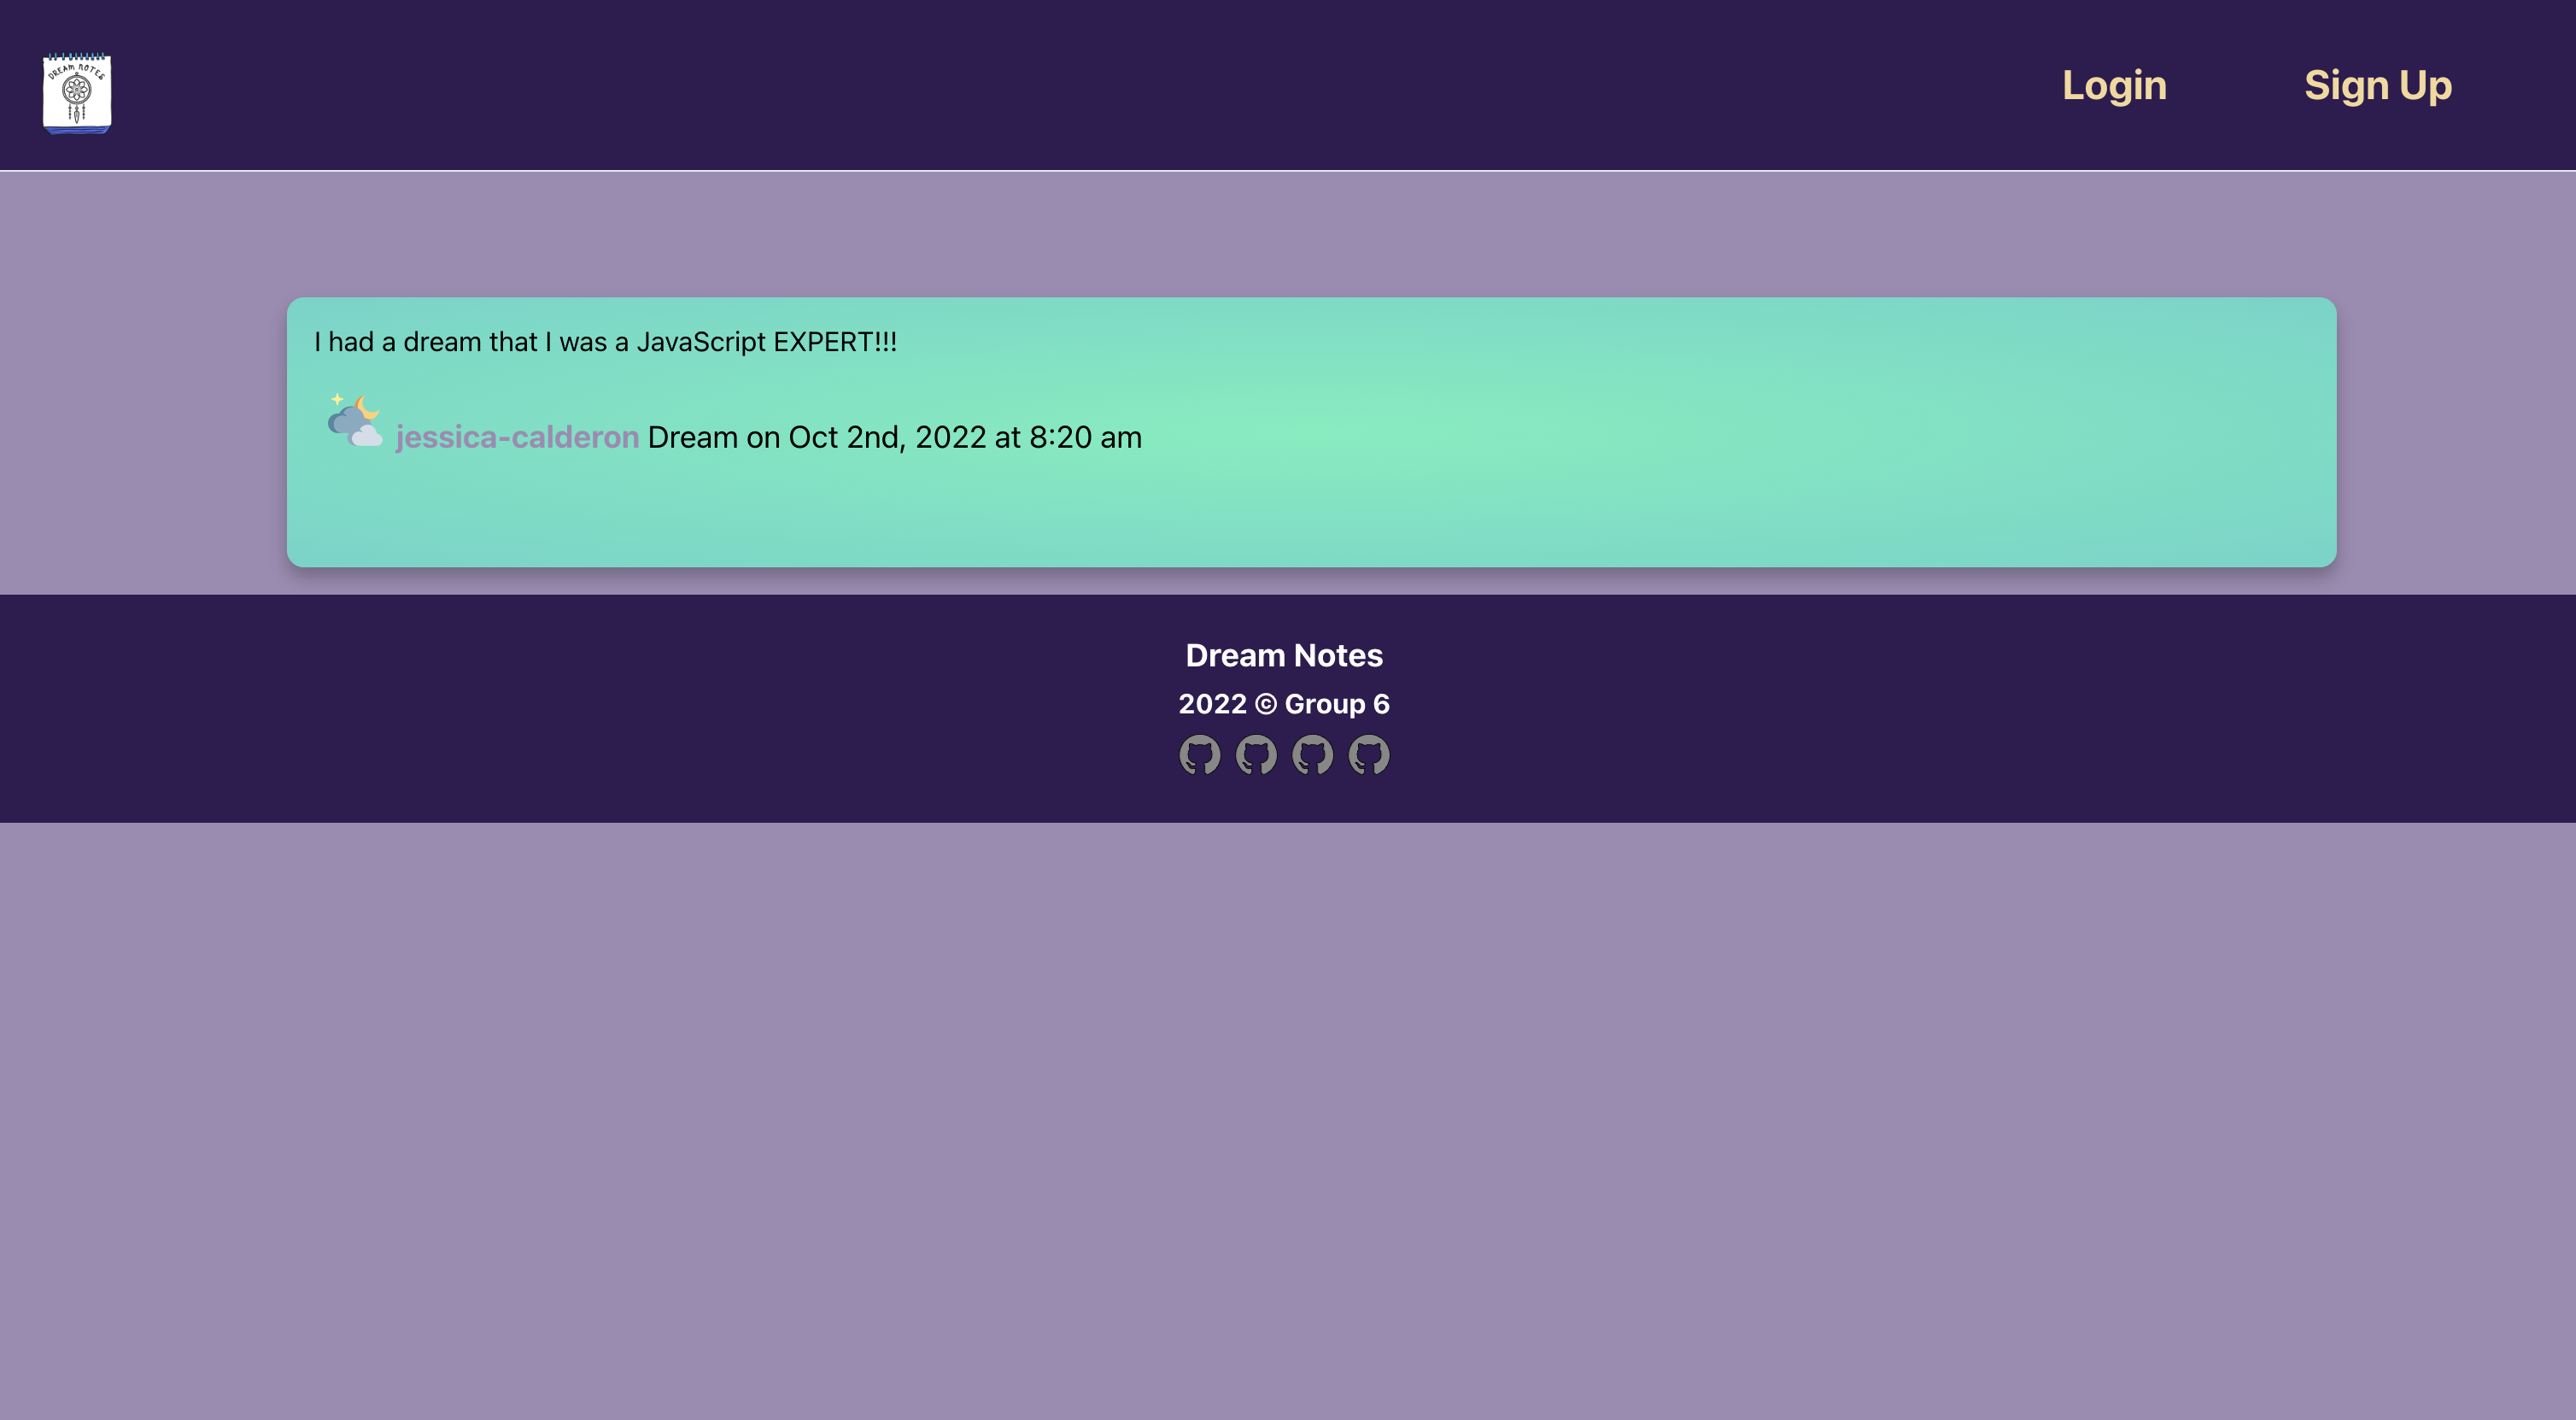 DREAM NOTES
Login
Sign Up
I had a dream that I was a JavaScript EXPERT!!!
jessica-calderon Dream on Oct 2nd, 2022 at 8:20 am
Dream Notes
2022 © Group 6